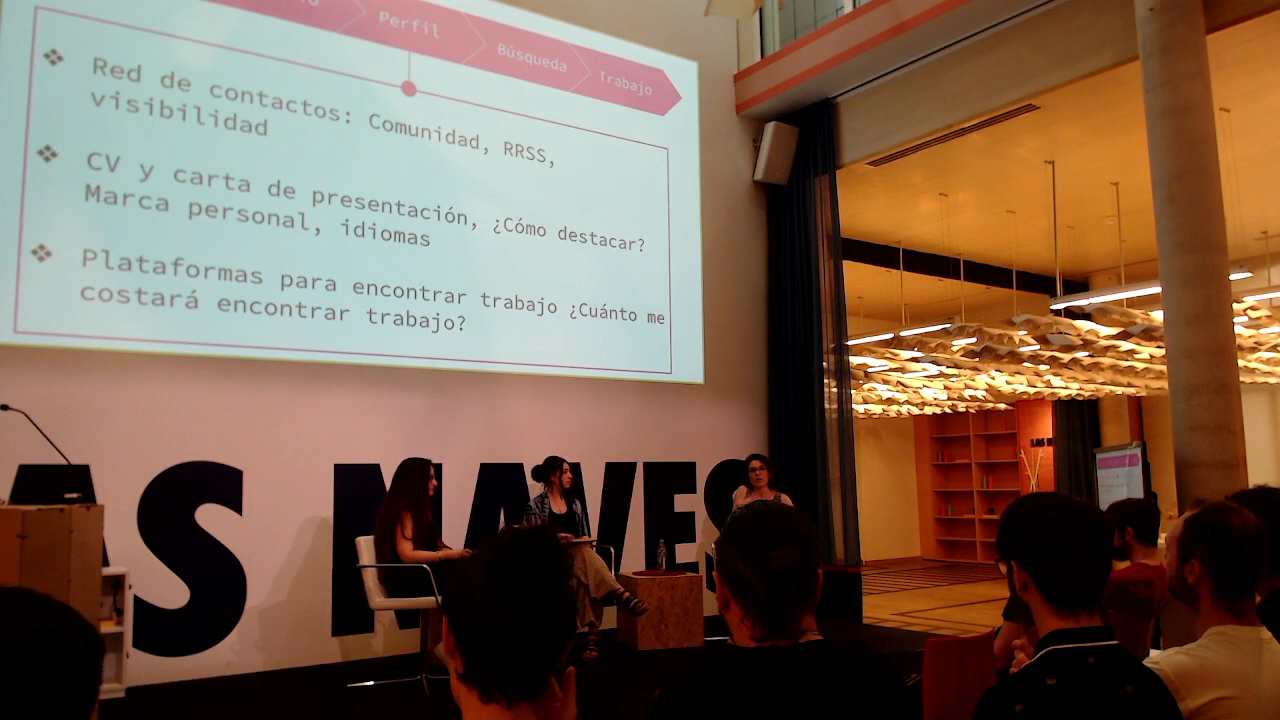 Perfil
Búsqueda
Trabajo
❖ Red de contactos: Comunidad, RRSS,
visibilidad
❖ CV y carta de presentación, ¿Cómo destacar?
Marca personal, idiomas
❖ Plataformas para encontrar trabajo ¿Cuánto me
costará encontrar trabajo?
AS NAVES